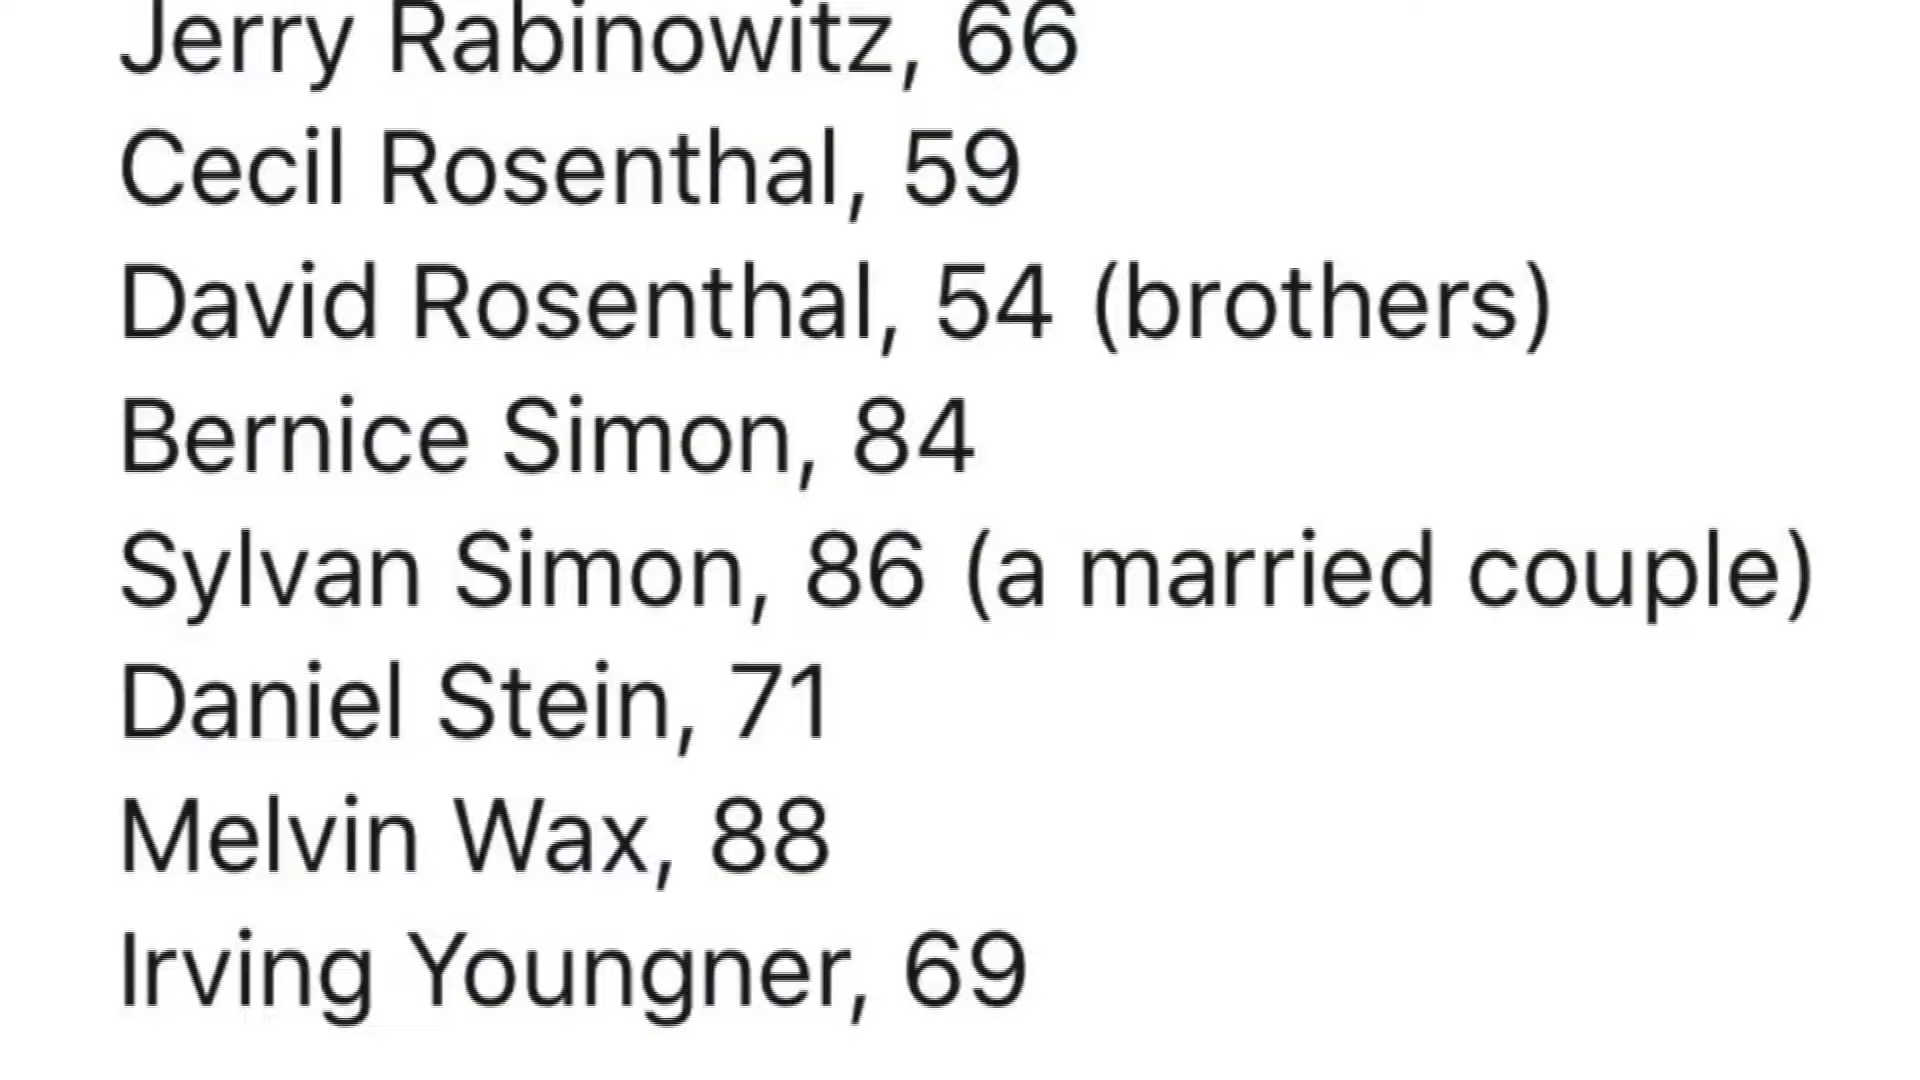 Jerry Rabinowitz, 66
Cecil Rosenthal, 59
David Rosenthal, 54 (brothers)
Bernice Simon, 84
Sylvan Simon, 86 (a married couple)
Daniel Stein, 71
Melvin Wax, 88
Irving Youngner, 69